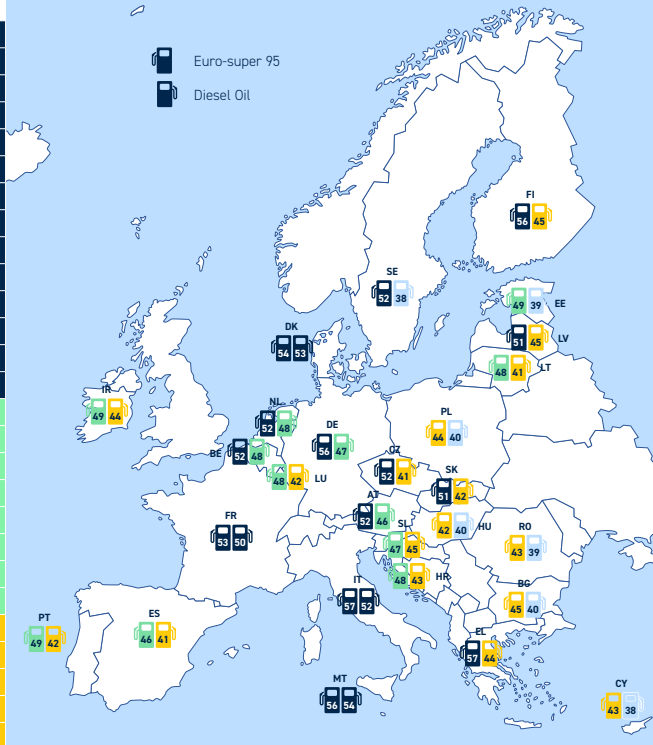 Euro-super 95
Diesel Oil
FI
56 45
SE
52 38
49 39 EE
DK
54 53
51 45 LV
48 41 LT
IR
49 44
NL
52 48
PL
44 40
DE
56 47
BE 52 48
CZ
52 41
48 42 LU
SK
51 42
AT
52 46
FR
53 50
42 40 HU
RO
43 39
SL
47 45
48 43 HR
IT
57 52
BG
45 40
PT
49 42
ES
46 41
EL
57 44
MT
56 54
CY
43 38